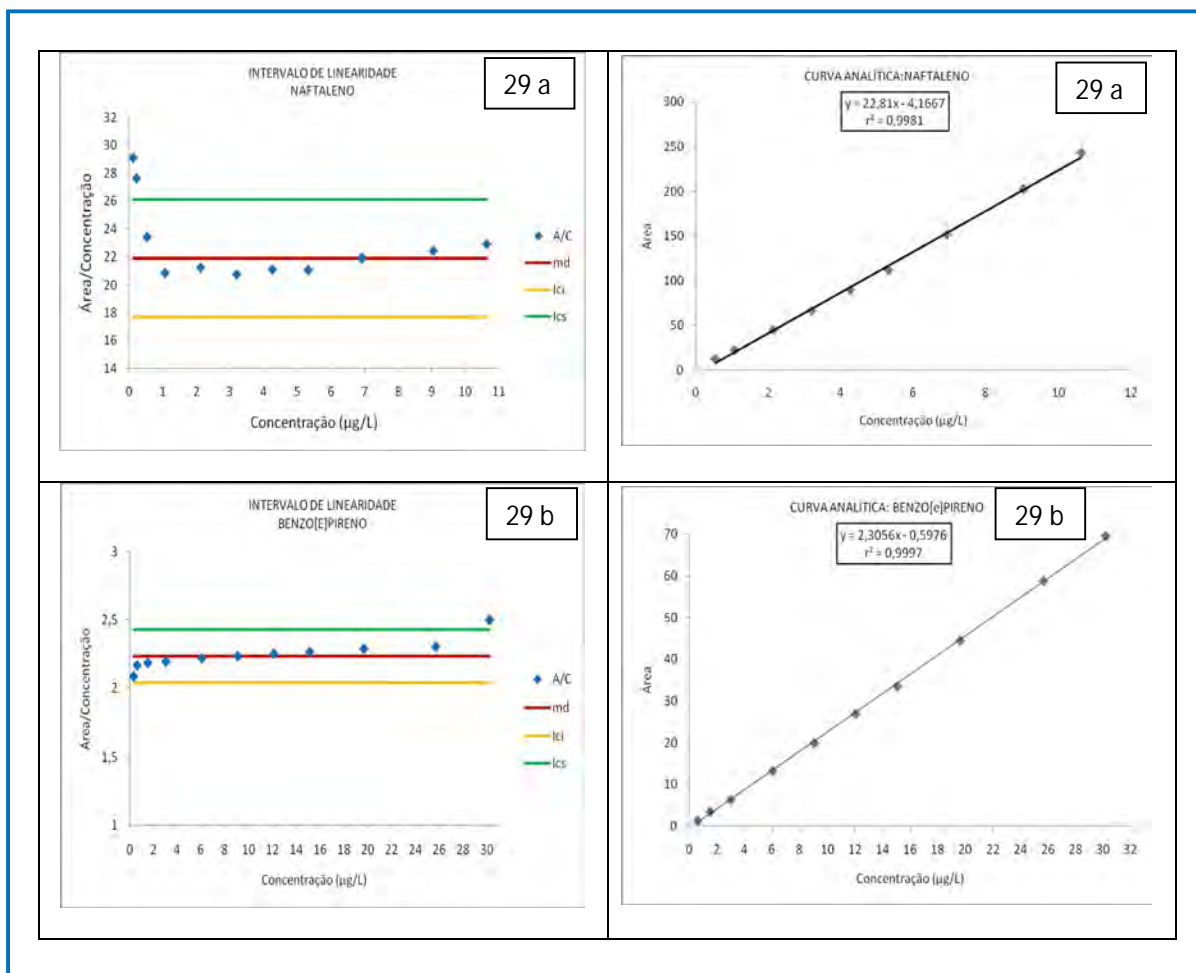 INTERVALO DE LINEARIDADE
NAFTALENO
29 a
32
30
28
26
24
22
20
18
16
14
Área/Concentração
0 1 2 3 4 5 6 7 8 9 10 11
Concentração (µg/L)
A/C
md
lci
lcs
CURVA ANALÍTICA:NAFTALENO
29 a
y = 22,81x - 4,1667
r² = 0,9981
300
250
200
150
100
50
0
Área
0 2 4 6 8 10 12
Concentração (µg/L)
INTERVALO DE LINEARIDADE
BENZO[E]PIRENO
29 b
3
2,5
2
1,5
1
Área/Concentração
0 2 4 6 8 10 12 14 16 18 20 22 24 26 28 30
Concentração (µg/L)
A/C
md
lci
lcs
CURVA ANALÍTICA: BENZO[e]PIRENO
29 b
y = 2,3056x - 0,5976
r² = 0,9997
70
60
50
40
30
20
10
0
Área
0 2 4 6 8 10 12 14 16 18 20 22 24 26 28 30 32
Concentração (µg/L)